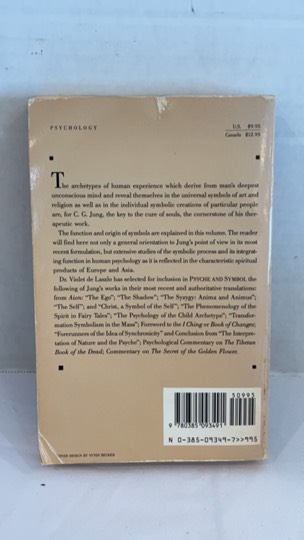 PSYCHOLOGY
U.S. $9.95
Canada $12.95
The archetypes of human experience which derive from man's deepest
unconscious mind and reveal themselves in the universal symbols of art and
religion as well as in the individual symbolic creations of particular people
are, for C. G. Jung, the key to the cure of souls, the cornerstone of his ther-
apeutic work.
The function and origin of symbols are explained in this volume. The reader
will find here not only a general orientation to Jung's point of view in its most
recent formulation, but extensive studies of the symbolic process and its integrat-
ing function in human psychology as it is reflected in the characteristic spiritual
products of Europe and Asia.
Dr. Violet de Laszlo has selected for inclusion in PSYCHE AND SYMBOL the
following of Jung's works in their most recent and authoritative translations:
from Aion: "The Ego"; "The Shadow"; "The Syzygy: Anima and Animus";
"The Self"; and "Christ, a Symbol of the Self"; "The Phenomenology of the
Spirit in Fairy Tales"; "The Psychology of the Child Archetype"; "Transfor-
mation Symbolism in the Mass"; Foreword to the I Ching or Book of Changes;
"Forerunners of the Idea of Synchronicity" and Conclusion from "The Interpreta-
tion of Nature and the Psyche"; Psychological Commentary on The Tibetan
Book of the Dead; Commentary on The Secret of the Golden Flower.
50995
9 780385 093491
N 0-385-09349-7>>995
COVER DESIGN BY